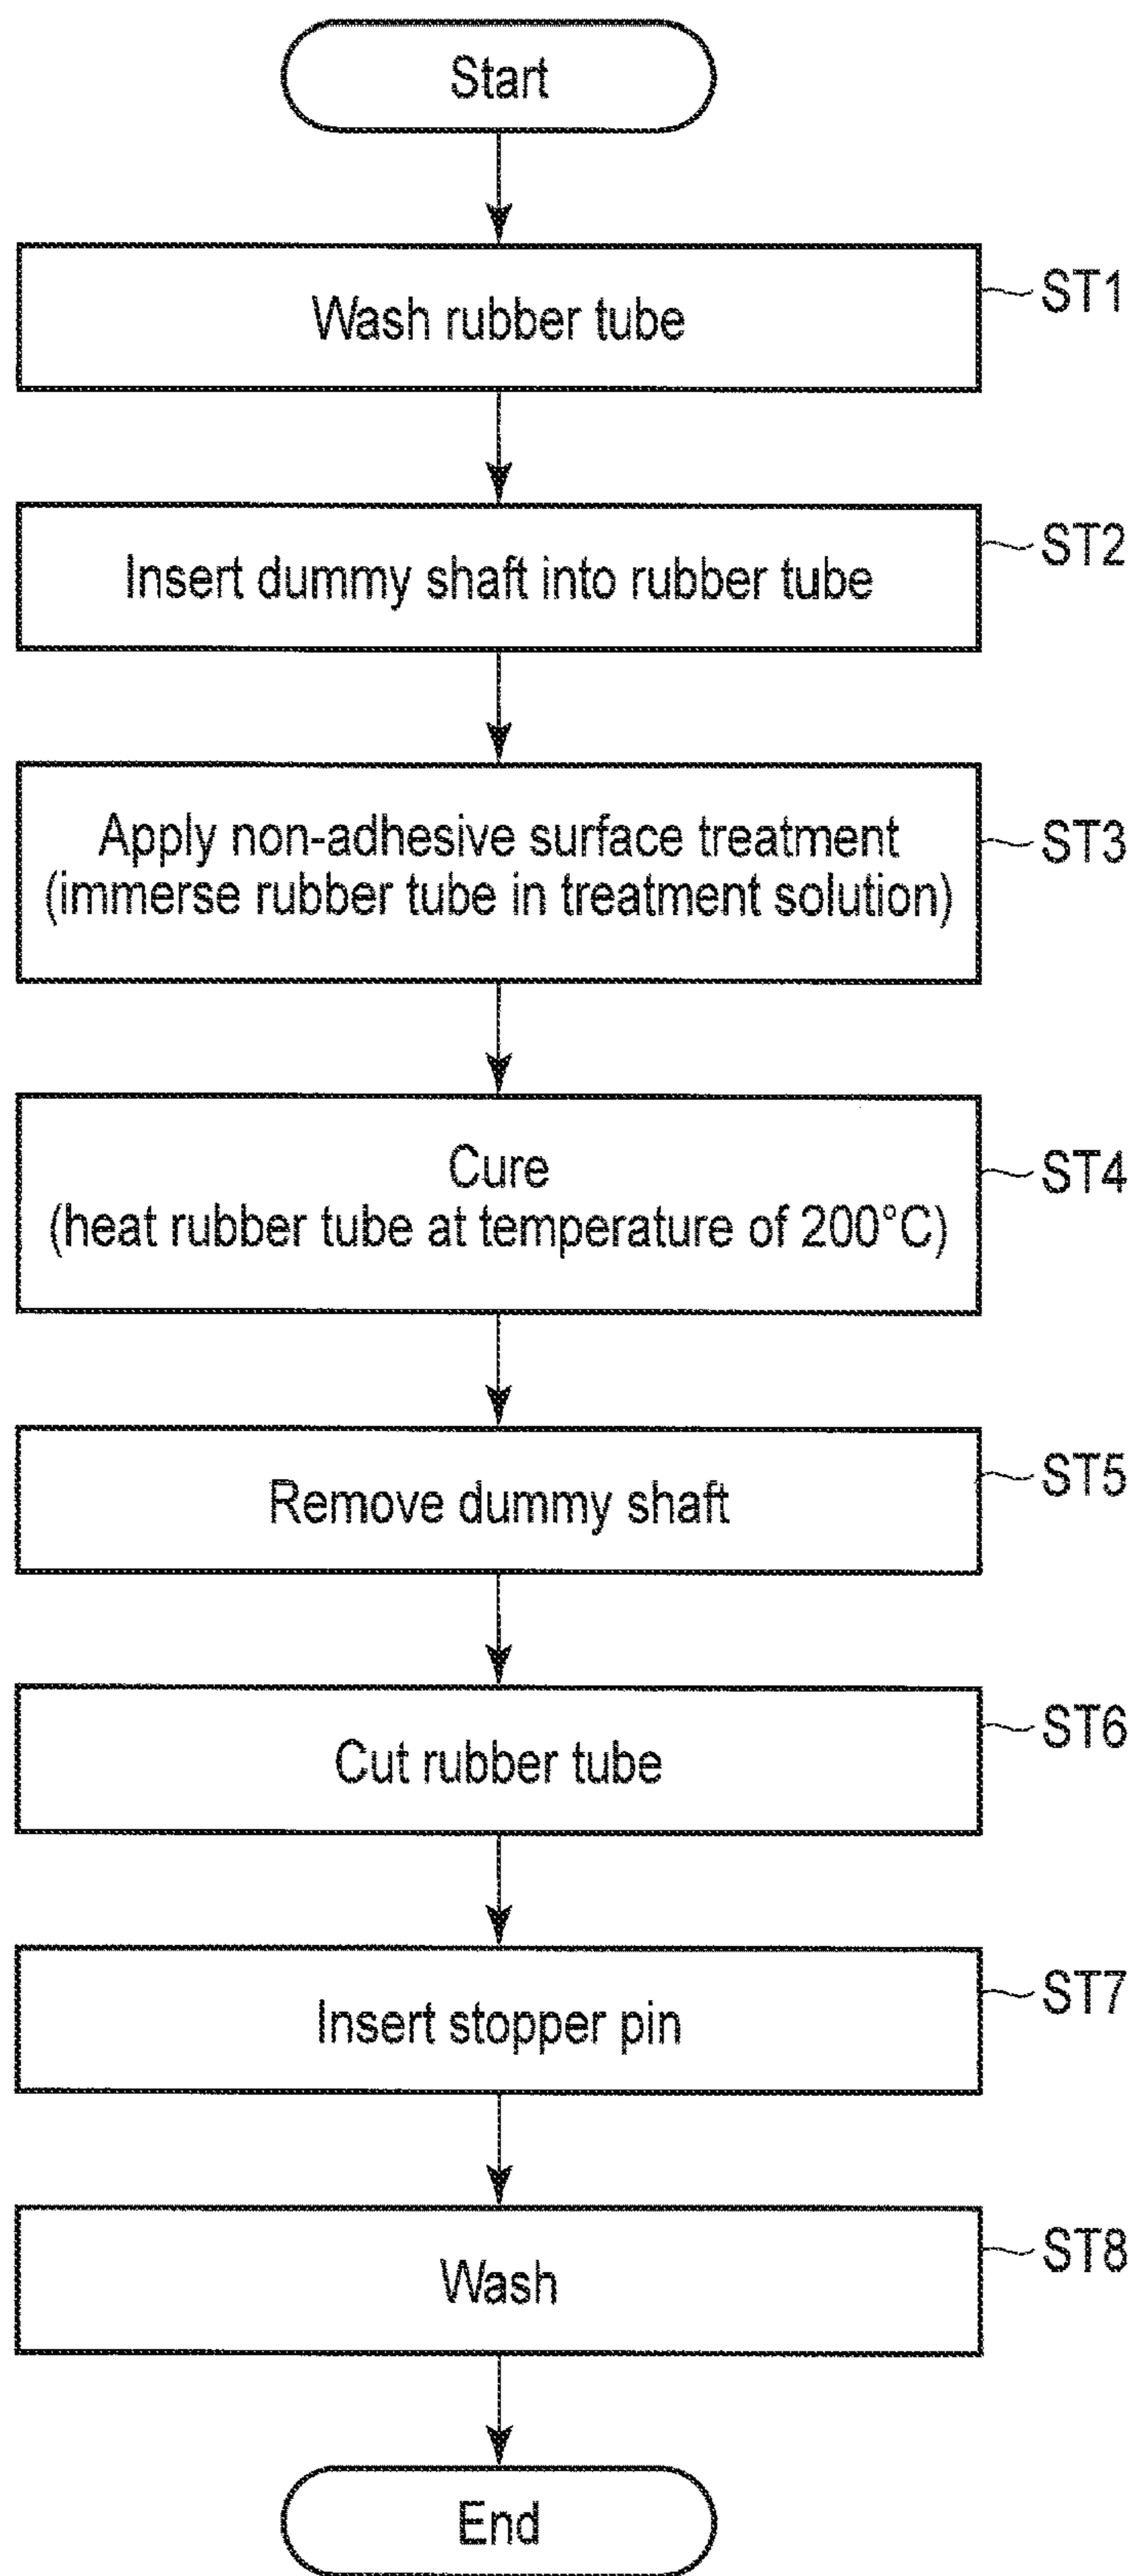 Start
Wash rubber tube
ST1
Insert dummy shaft into rubber tube
ST2
Apply non-adhesive surface treatment
(immerse rubber tube in treatment solution)
ST3
Cure
(heat rubber tube at temperature of 200°C)
ST4
Remove dummy shaft
ST5
Cut rubber tube
ST6
Insert stopper pin
ST7
Wash
ST8
End